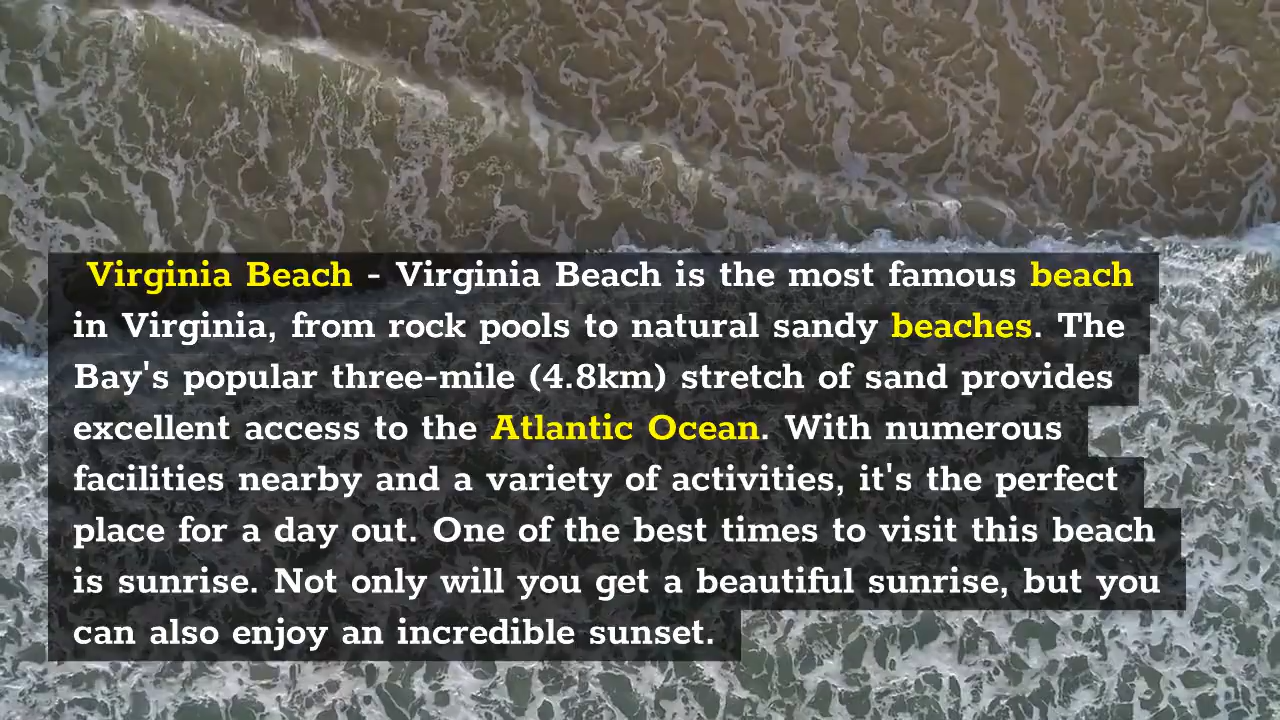 Virginia Beach - Virginia Beach is the most famous beach
in Virginia, from rock pools to natural sandy beaches. The
Bay's popular three-mile (4.8km) stretch of sand provides
excellent access to the Atlantic Ocean. With numerous
facilities nearby and a variety of activities, it's the perfect
place for a day out. One of the best times to visit this beach
is sunrise. Not only will you get a beautiful sunrise, but you
can also enjoy an incredible sunset.